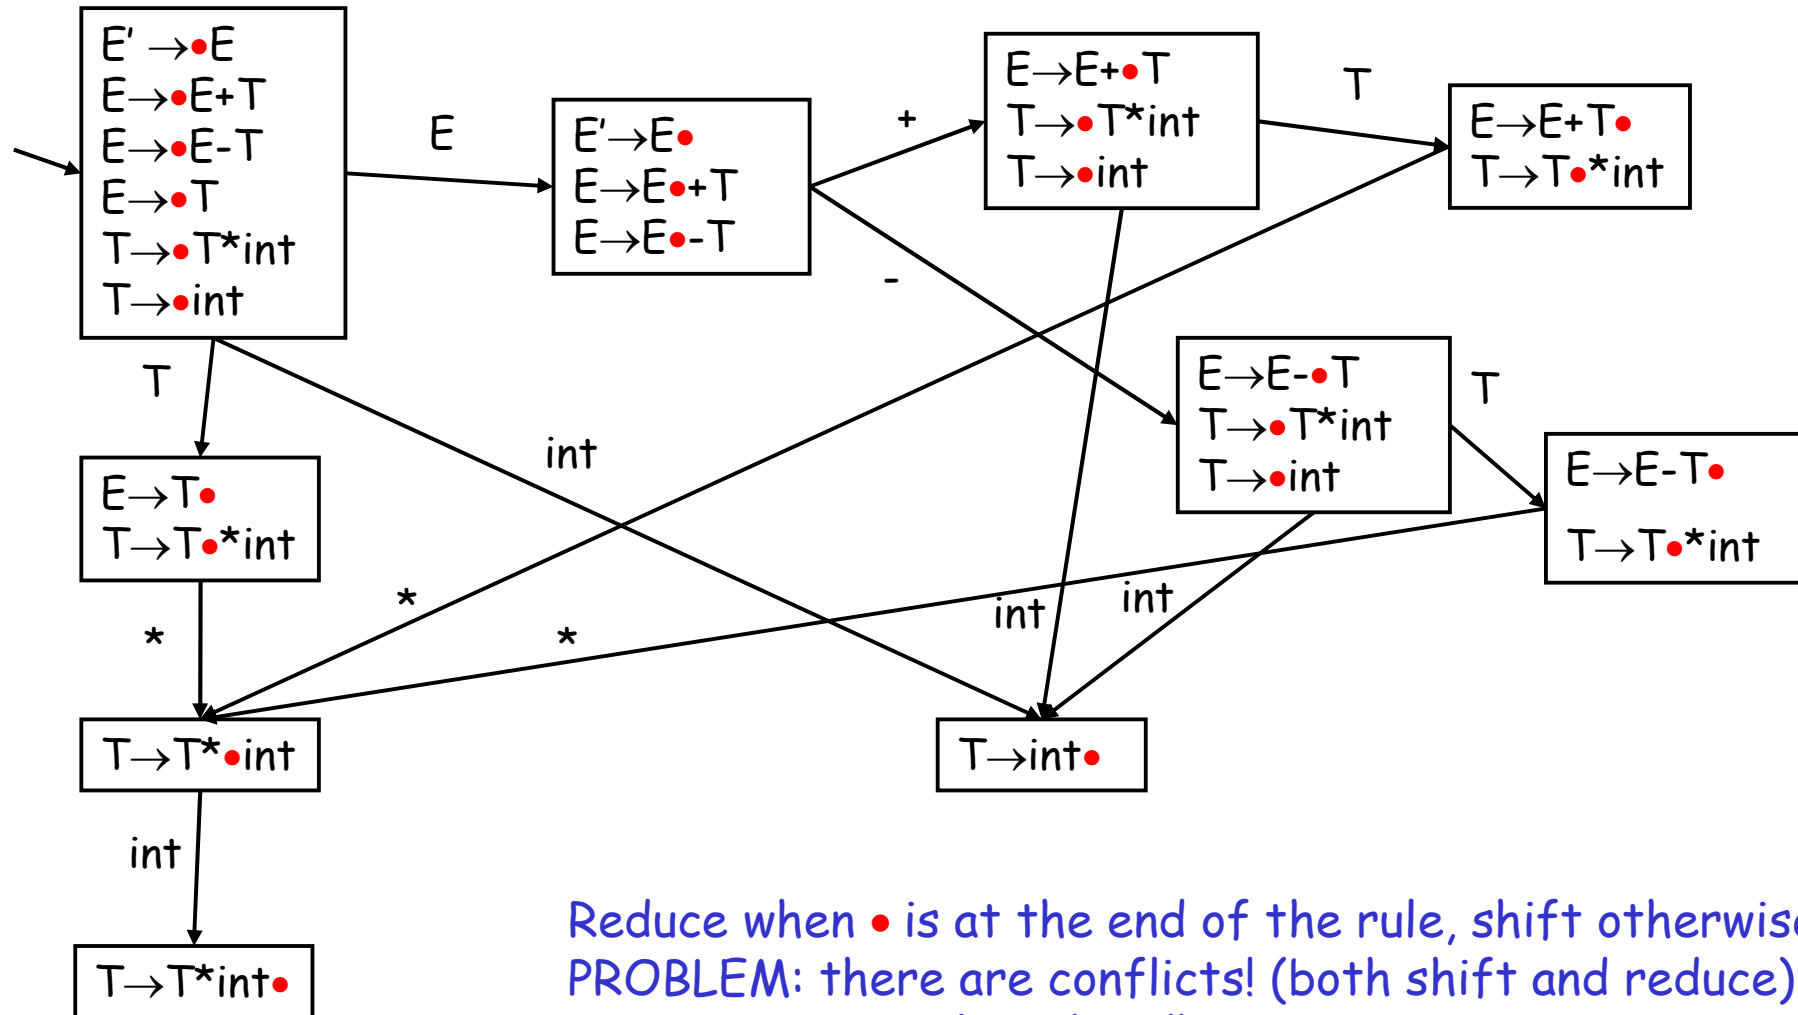 E' →•E
E→•E+T
E→•E-T
E→•T
T→•T*int
T→•int
E
E'→E•
E→E•+T
E→E•-T
+
-
E→E+•T
T→•T*int
T→•int
T
E→E+T•
T→T•*int
T
int
E→E-•T
T→•T*int
T→•int
T
E→E-T•
T→T•*int
E→T•
T→T•*int
*
*
*
int
int
T→T*•int
T→int•
int
T→T*int•
Reduce when • is at the end of the rule, shift otherwise
PROBLEM: there are conflicts! (both shift and reduce)